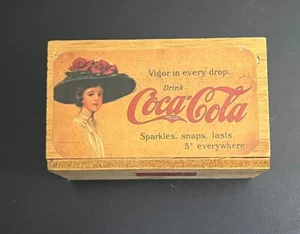 Vigor in every drop.
Drink
Coca-Cola
Sparkles, snaps, lasts.
5¢ everywhere